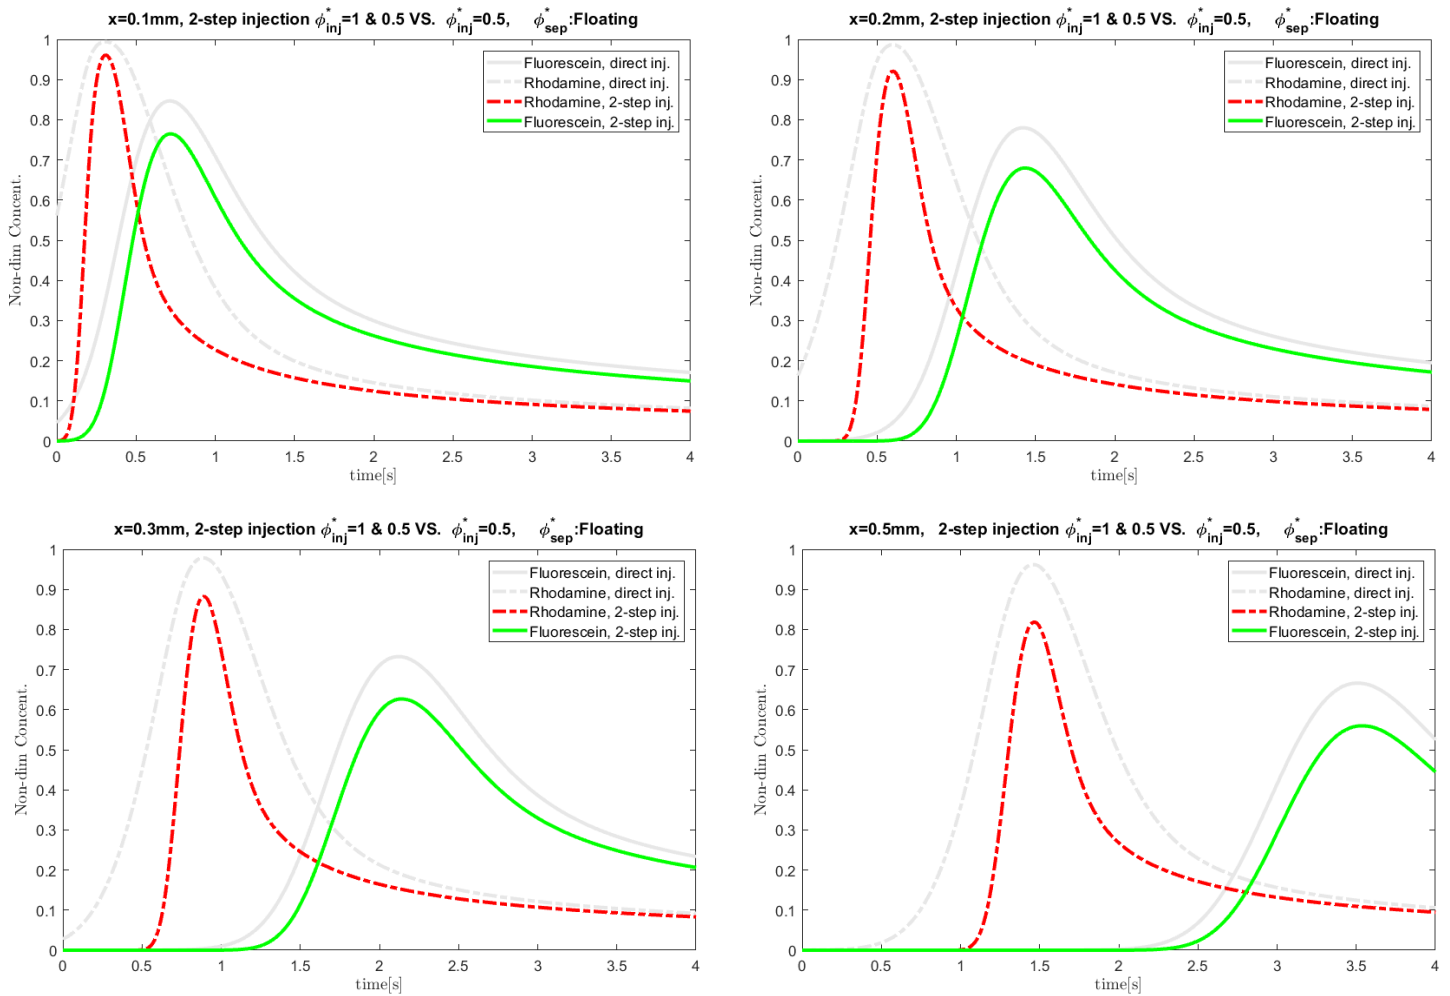 x=0.1mm, 2-step injection ϕ*inj=1 & 0.5 VS. ϕ*inj=0.5, ϕ*sep:Floating
Non-dim Concent.
1
0.9
0.8
0.7
0.6
0.5
0.4
0.3
0.2
0.1
0
Fluorescein, direct inj.
Rhodamine, direct inj.
Rhodamine, 2-step inj.
Fluorescein, 2-step inj.
0 0.5 1 1.5 2 2.5 3 3.5 4
time[s]
x=0.2mm, 2-step injection ϕ*inj=1 & 0.5 VS. ϕ*inj=0.5, ϕ*sep:Floating
Non-dim Concent.
1
0.9
0.8
0.7
0.6
0.5
0.4
0.3
0.2
0.1
0
Fluorescein, direct inj.
Rhodamine, direct inj.
Rhodamine, 2-step inj.
Fluorescein, 2-step inj.
0 0.5 1 1.5 2 2.5 3 3.5 4
time[s]
x=0.3mm, 2-step injection ϕ*inj=1 & 0.5 VS. ϕ*inj=0.5, ϕ*sep:Floating
Non-dim Concent.
1
0.9
0.8
0.7
0.6
0.5
0.4
0.3
0.2
0.1
0
Fluorescein, direct inj.
Rhodamine, direct inj.
Rhodamine, 2-step inj.
Fluorescein, 2-step inj.
0 0.5 1 1.5 2 2.5 3 3.5 4
time[s]
x=0.5mm, 2-step injection ϕ*inj=1 & 0.5 VS. ϕ*inj=0.5, ϕ*sep:Floating
Non-dim Concent.
1
0.9
0.8
0.7
0.6
0.5
0.4
0.3
0.2
0.1
0
Fluorescein, direct inj.
Rhodamine, direct inj.
Rhodamine, 2-step inj.
Fluorescein, 2-step inj.
0 0.5 1 1.5 2 2.5 3 3.5 4
time[s]